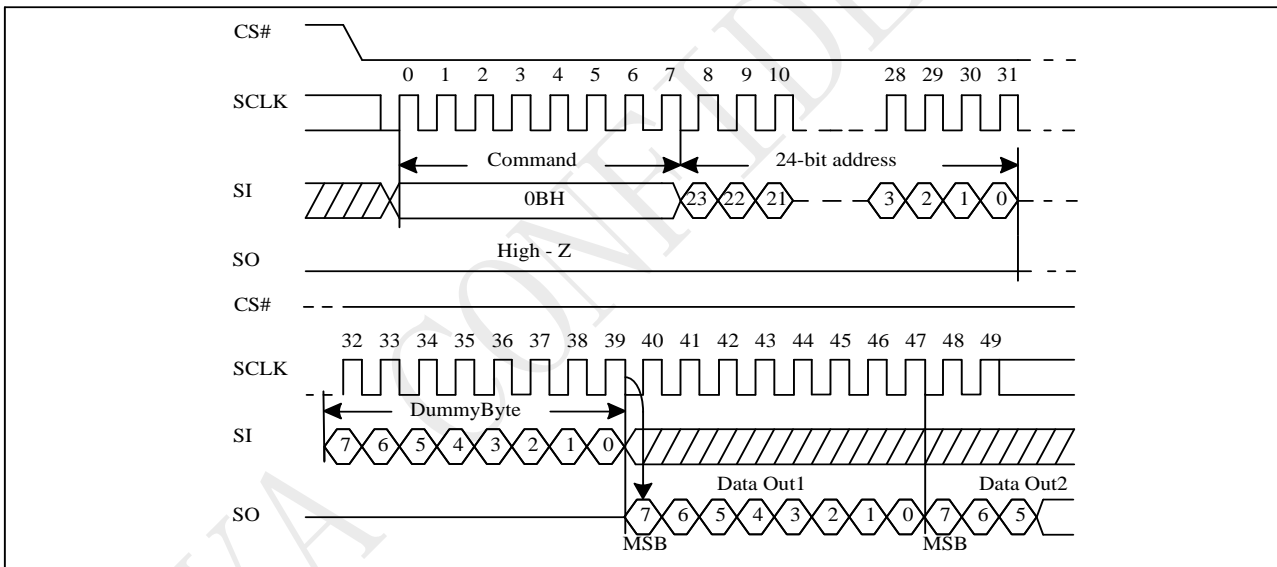 CS#
0 1 2 3 4 5 6 7 8 9 10 28 29 30 31
SCLK
Command 24-bit address
SI 0BH 23 22 21 3 2 1 0
High - Z
SO
CS#
32 33 34 35 36 37 38 39 40 41 42 43 44 45 46 47 48 49
SCLK
DummyByte
SI 7 6 5 4 3 2 1 0
Data Out1 Data Out2
SO 7 6 5 4 3 2 1 0 7 6 5
MSB MSB